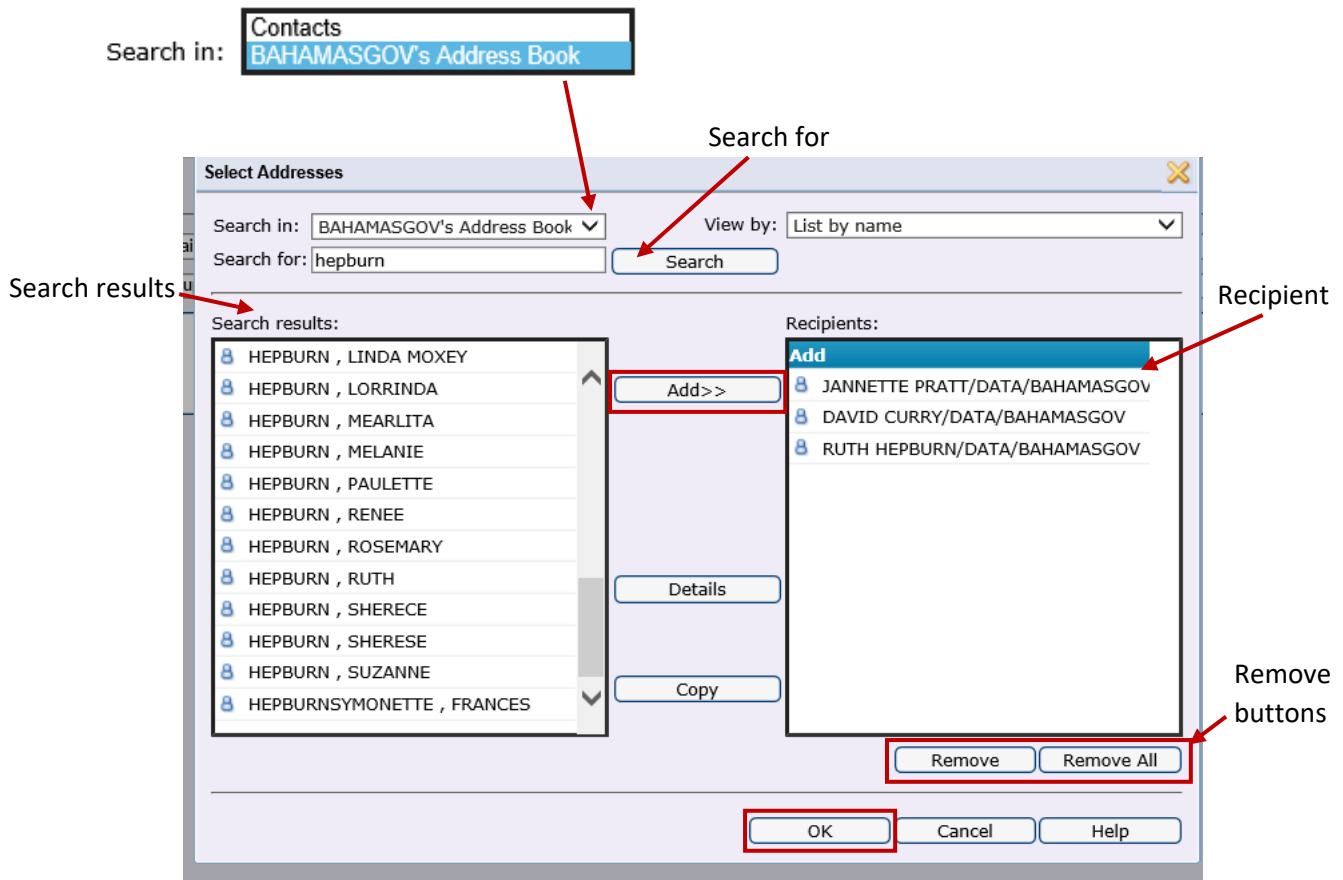 Contacts
Search in: BAHAMASGOV's Address Book
Search for
Select Addresses
Search in: BAHAMASGOV's Address Book View by: List by name
ai
Search for: hepburn Search
u
Search results
Recipient
Search results: Recipients:
HEPBURN , LINDA MOXEY Add
HEPBURN , LORRINDA Add>> JANNETTE PRATT/DATA/BAHAMASGOV
HEPBURN , MEARLITA DAVID CURRY/DATA/BAHAMASGOV
HEPBURN , MELANIE RUTH HEPBURN/DATA/BAHAMASGOV
HEPBURN , PAULETTE
HEPBURN , RENEE
HEPBURN , ROSEMARY
HEPBURN , RUTH
Details
HEPBURN , SHERECE
HEPBURN , SHERESE
HEPBURN , SUZANNE
Copy
HEPBURNSYMONETTE , FRANCES
Remove
buttons
Remove Remove All
OK Cancel Help